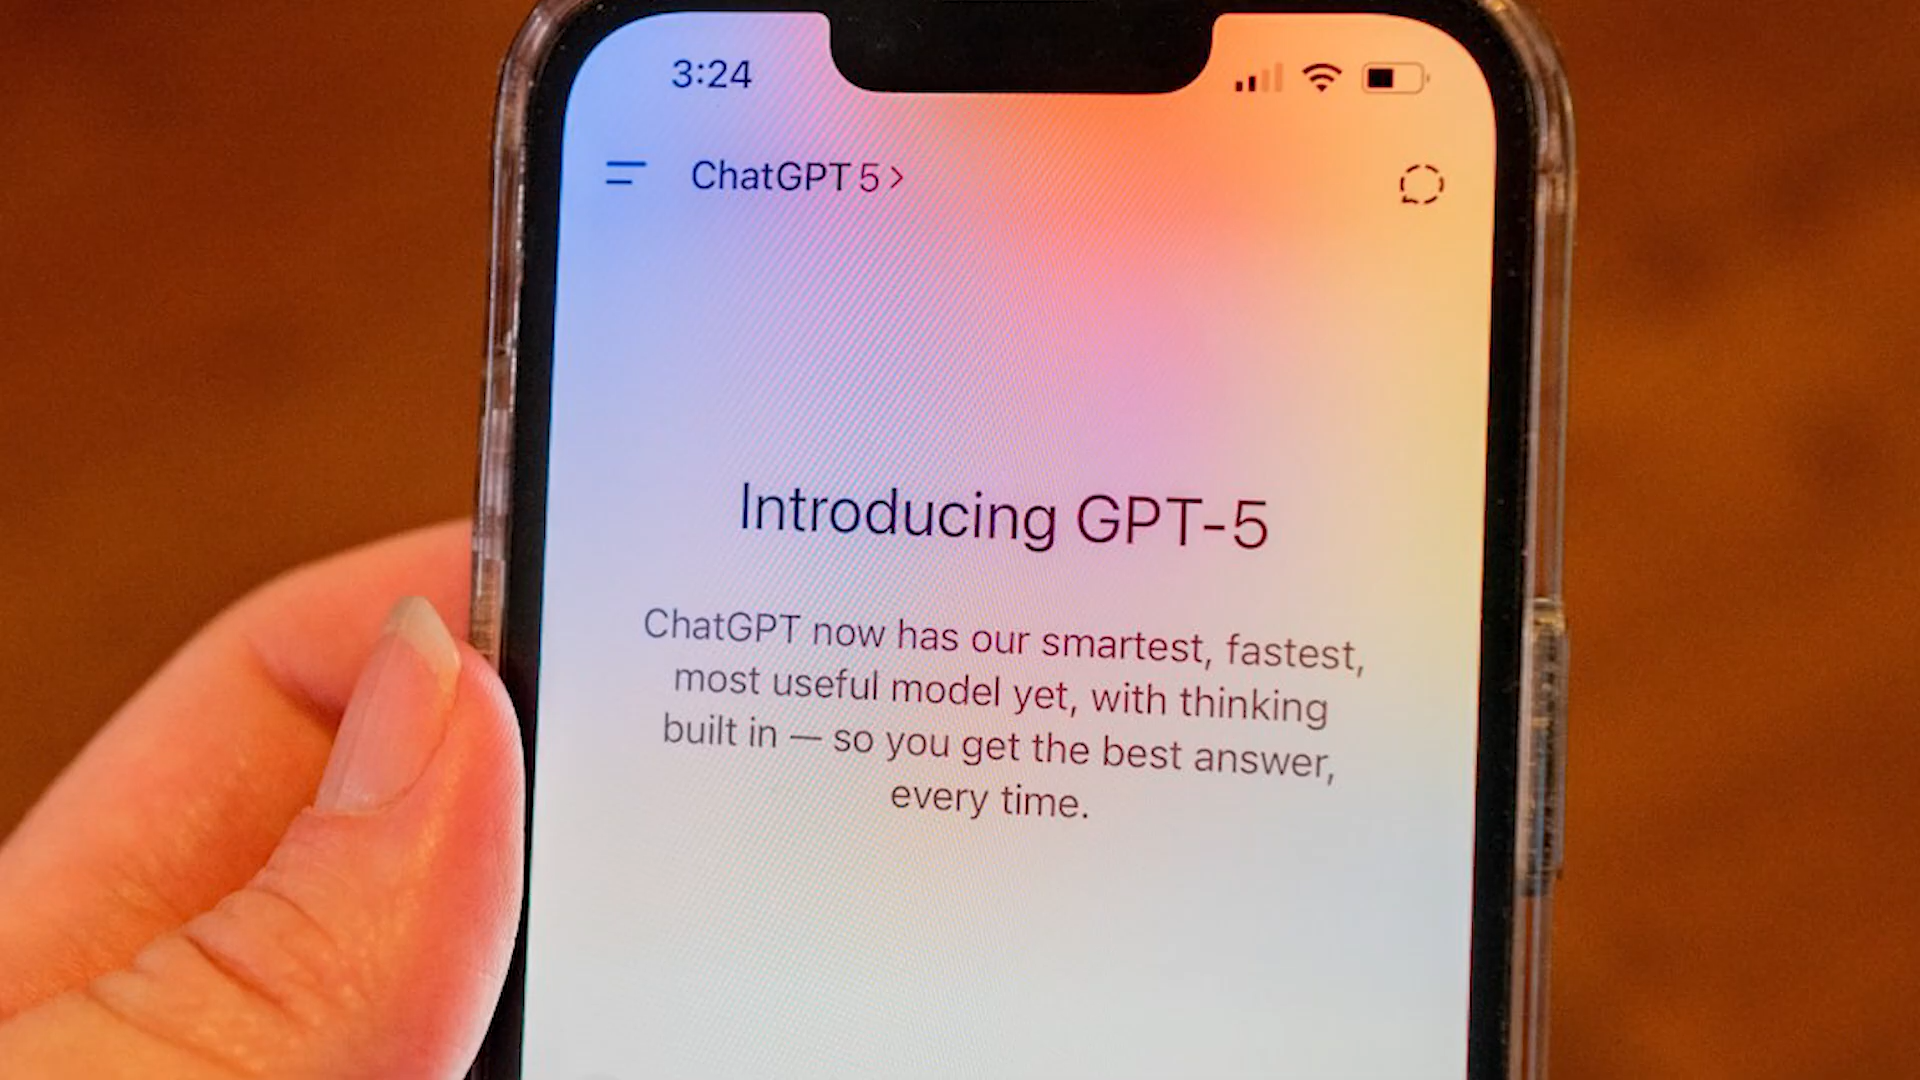 3:24
ChatGPT 5 >
Introducing GPT-5
ChatGPT now has our smartest, fastest,
most useful model yet, with thinking
built in — so you get the best answer,
every time.